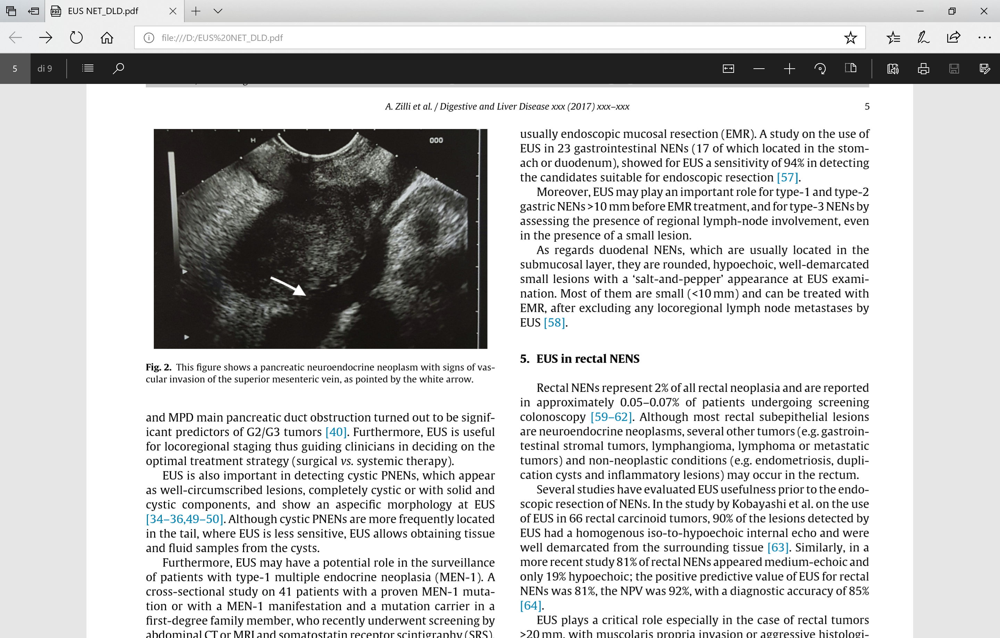 EUS NET_DLD.pdf
file:///D:/EUS%20NET_DLD.pdf
5 di 9
A. Zilli et al. / Digestive and Liver Disease xxx (2017) xxx–xxx 5
H 000
Fig. 2. This figure shows a pancreatic neuroendocrine neoplasm with signs of vas-
cular invasion of the superior mesenteric vein, as pointed by the white arrow.
and MPD main pancreatic duct obstruction turned out to be signif-
icant predictors of G2/G3 tumors [40]. Furthermore, EUS is useful
for locoregional staging thus guiding clinicians in deciding on the
optimal treatment strategy (surgical vs. systemic therapy).
EUS is also important in detecting cystic PNENs, which appear
as well-circumscribed lesions, completely cystic or with solid and
cystic components, and show an aspecific morphology at EUS
[34–36,49–50]. Although cystic PNENs are more frequently located
in the tail, where EUS is less sensitive, EUS allows obtaining tissue
and fluid samples from the cysts.
Furthermore, EUS may have a potential role in the surveillance
of patients with type-1 multiple endocrine neoplasia (MEN-1). A
cross-sectional study on 41 patients with a proven MEN-1 muta-
tion or with a MEN-1 manifestation and a mutation carrier in a
first-degree family member, who recently underwent screening by
abdominal CT or MRI and somatostatin receptor scintigraphy (SRS),
usually endoscopic mucosal resection (EMR). A study on the use of
EUS in 23 gastrointestinal NENs (17 of which located in the stom-
ach or duodenum), showed for EUS a sensitivity of 94% in detecting
the candidates suitable for endoscopic resection [57].
Moreover, EUS may play an important role for type-1 and type-2
gastric NENs >10 mm before EMR treatment, and for type-3 NENs by
assessing the presence of regional lymph-node involvement, even
in the presence of a small lesion.
As regards duodenal NENs, which are usually located in the
submucosal layer, they are rounded, hypoechoic, well-demarcated
small lesions with a ‘salt-and-pepper’ appearance at EUS exami-
nation. Most of them are small (<10 mm) and can be treated with
EMR, after excluding any locoregional lymph node metastases by
EUS [58].
5. EUS in rectal NENS
Rectal NENs represent 2% of all rectal neoplasia and are reported
in approximately 0.05–0.07% of patients undergoing screening
colonoscopy [59–62]. Although most rectal subepithelial lesions
are neuroendocrine neoplasms, several other tumors (e.g. gastroin-
testinal stromal tumors, lymphangioma, lymphoma or metastatic
tumors) and non-neoplastic conditions (e.g. endometriosis, dupli-
cation cysts and inflammatory lesions) may occur in the rectum.
Several studies have evaluated EUS usefulness prior to the endo-
scopic resection of NENs. In the study by Kobayashi et al. on the use
of EUS in 66 rectal carcinoid tumors, 90% of the lesions detected by
EUS had a homogenous iso-to-hypoechoic internal echo and were
well demarcated from the surrounding tissue [63]. Similarly, in a
more recent study 81% of rectal NENs appeared medium-echoic and
only 19% hypoechoic; the positive predictive value of EUS for rectal
NENs was 81%, the NPV was 92%, with a diagnostic accuracy of 85%
[64].
EUS plays a critical role especially in the case of rectal tumors
>20 mm, with muscolaris propria invasion or aggressive histologi-